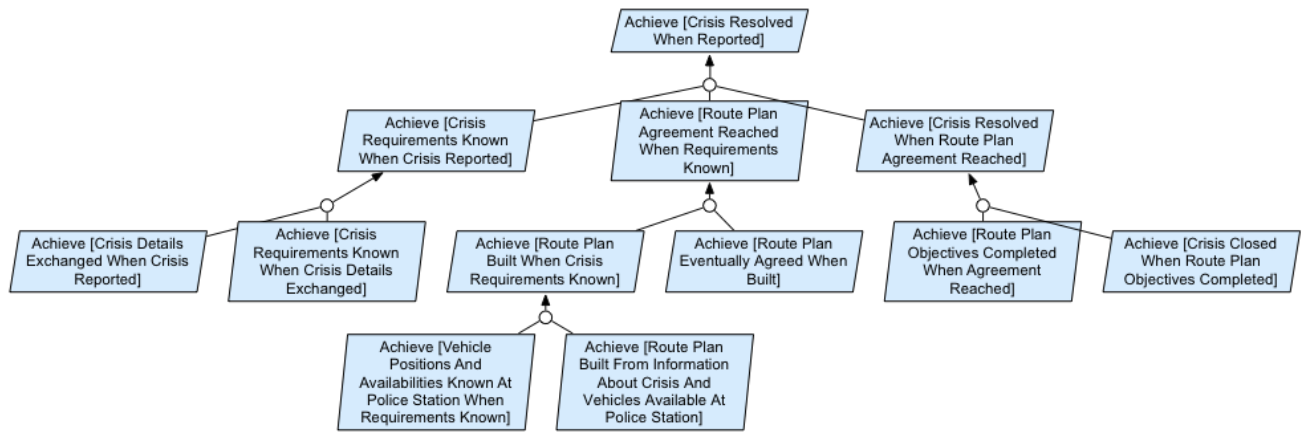 Achieve [Crisis Resolved
When Reported]
Achieve [Crisis
Requirements Known
When Crisis Reported]
Achieve [Route Plan
Agreement Reached
When Requirements
Known]
Achieve [Crisis Resolved
When Route Plan
Agreement Reached]
Achieve [Crisis Details
Exchanged When Crisis
Reported]
Achieve [Crisis
Requirements Known
When Crisis Details
Exchanged]
Achieve [Route Plan
Built When Crisis
Requirements Known]
Achieve [Route Plan
Eventually Agreed When
Built]
Achieve [Route Plan
Objectives Completed
When Agreement
Reached]
Achieve [Crisis Closed
When Route Plan
Objectives Completed]
Achieve [Vehicle
Positions And
Availabilities Known At
Police Station When
Requirements Known]
Achieve [Route Plan
Built From Information
About Crisis And
Vehicles Available At
Police Station]